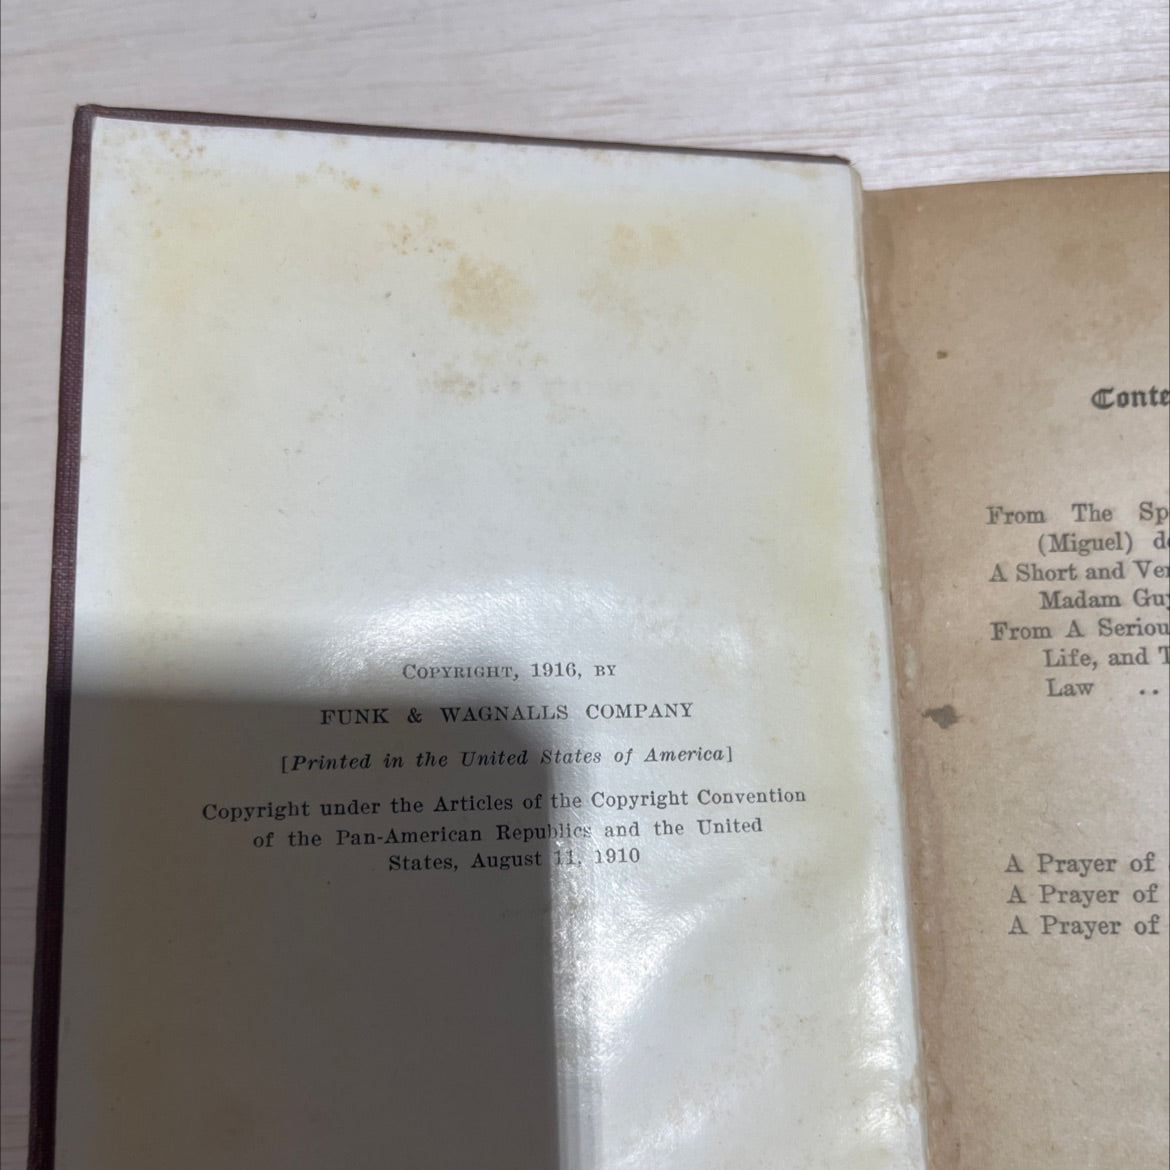 COPYRIGHT, 1916, BY
FUNK & WAGNALLS COMPANY
[Printed in the United States of America]
Copyright under the Articles of the Copyright Convention
of the Pan-American Republics and the United
States, August 11, 1910
Conte
From The Sp
(Miguel) d
A Short and Ver
Madam Guy
From A Seriou
Life, and T
Law ..
A Prayer of
A Prayer of
A Prayer of